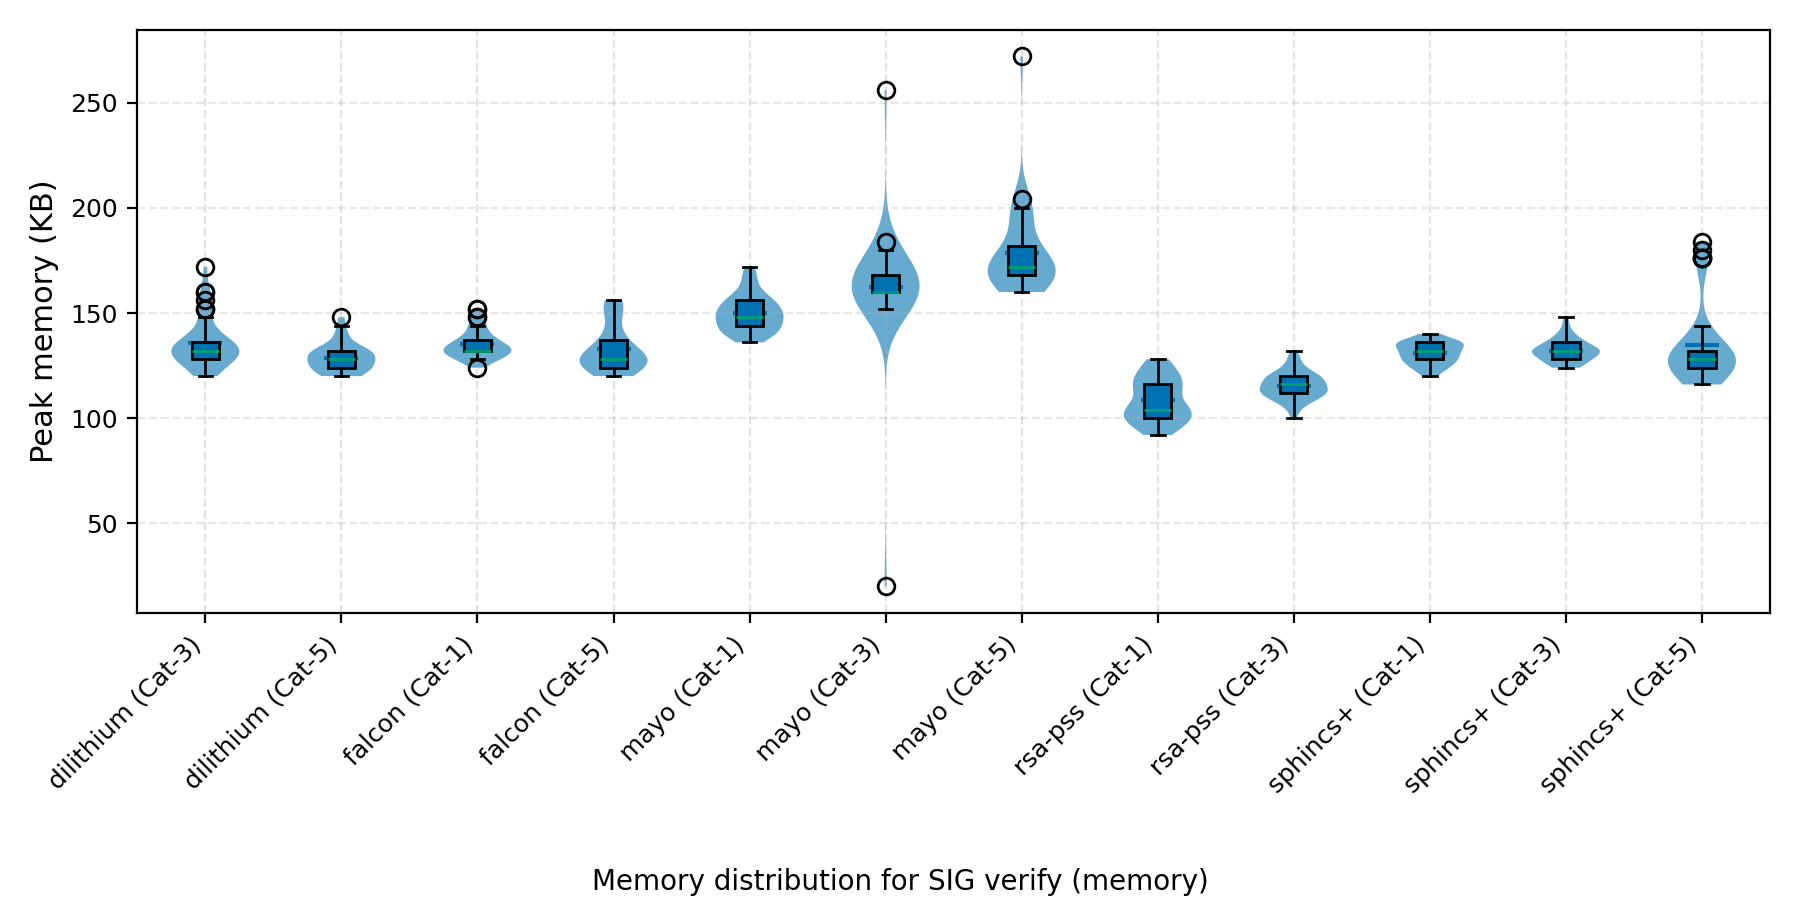 Peak memory (KB)
250
200
150
100
50
dilithium (Cat-3)
dilithium (Cat-5)
falcon (Cat-1)
falcon (Cat-5)
mayo (Cat-1)
mayo (Cat-3)
mayo (Cat-5)
rsa-pss (Cat-1)
rsa-pss (Cat-3)
sphincs+ (Cat-1)
sphincs+ (Cat-3)
sphincs+ (Cat-5)
Memory distribution for SIG verify (memory)